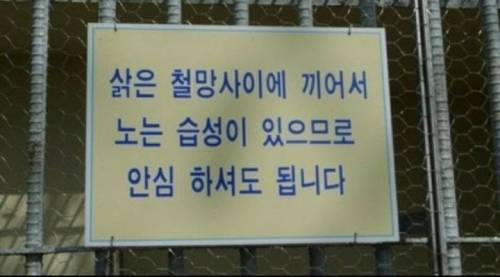 삵은 철망사이에 끼어서
노는 습성이 있으므로
안심 하셔도 됩니다